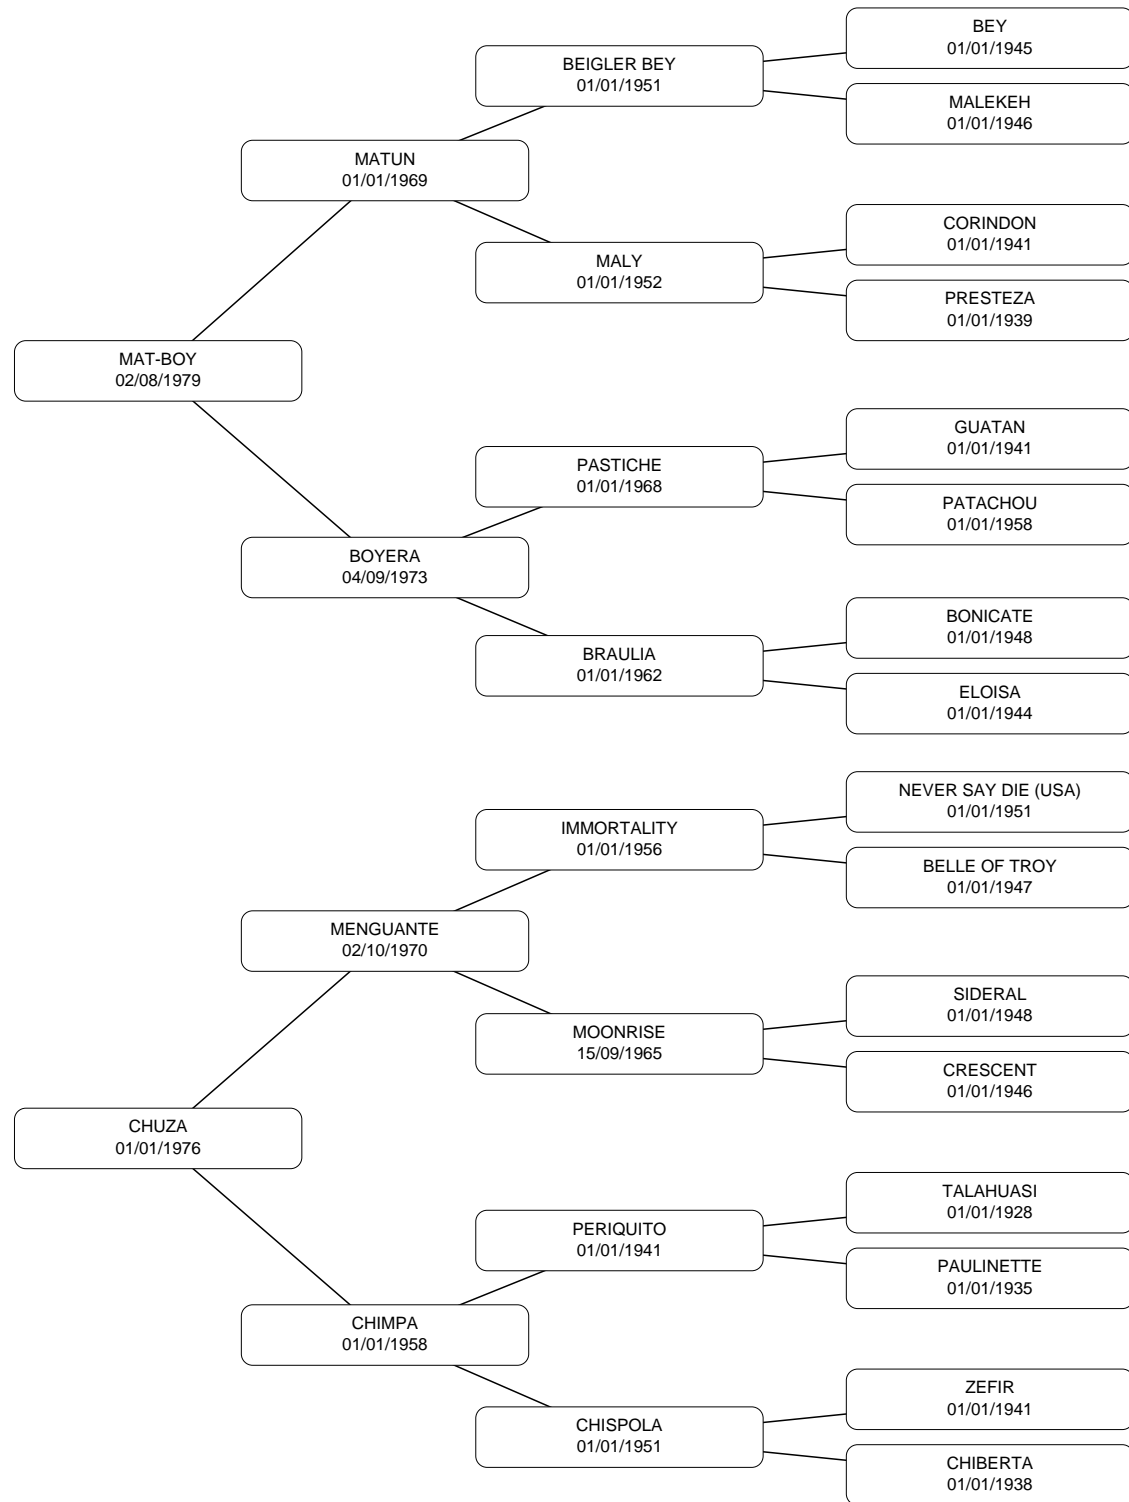 BEY
01/01/1945
BEIGLER BEY
01/01/1951
MALEKEH
01/01/1946
MATUN
01/01/1969
CORINDON
01/01/1941
MALY
01/01/1952
PRESTEZA
01/01/1939
MAT-BOY
02/08/1979
GUATAN
01/01/1941
PASTICHE
01/01/1968
PATACHOU
01/01/1958
BOYERA
04/09/1973
BONICATE
01/01/1948
BRAULIA
01/01/1962
ELOISA
01/01/1944
NEVER SAY DIE (USA)
01/01/1951
IMMORTALITY
01/01/1956
BELLE OF TROY
01/01/1947
MENGUANTE
02/10/1970
SIDERAL
01/01/1948
MOONRISE
15/09/1965
CRESCENT
01/01/1946
CHUZA
01/01/1976
TALAHUASI
01/01/1928
PERIQUITO
01/01/1941
PAULINETTE
01/01/1935
CHIMPA
01/01/1958
ZEFIR
01/01/1941
CHISPOLA
01/01/1951
CHIBERTA
01/01/1938